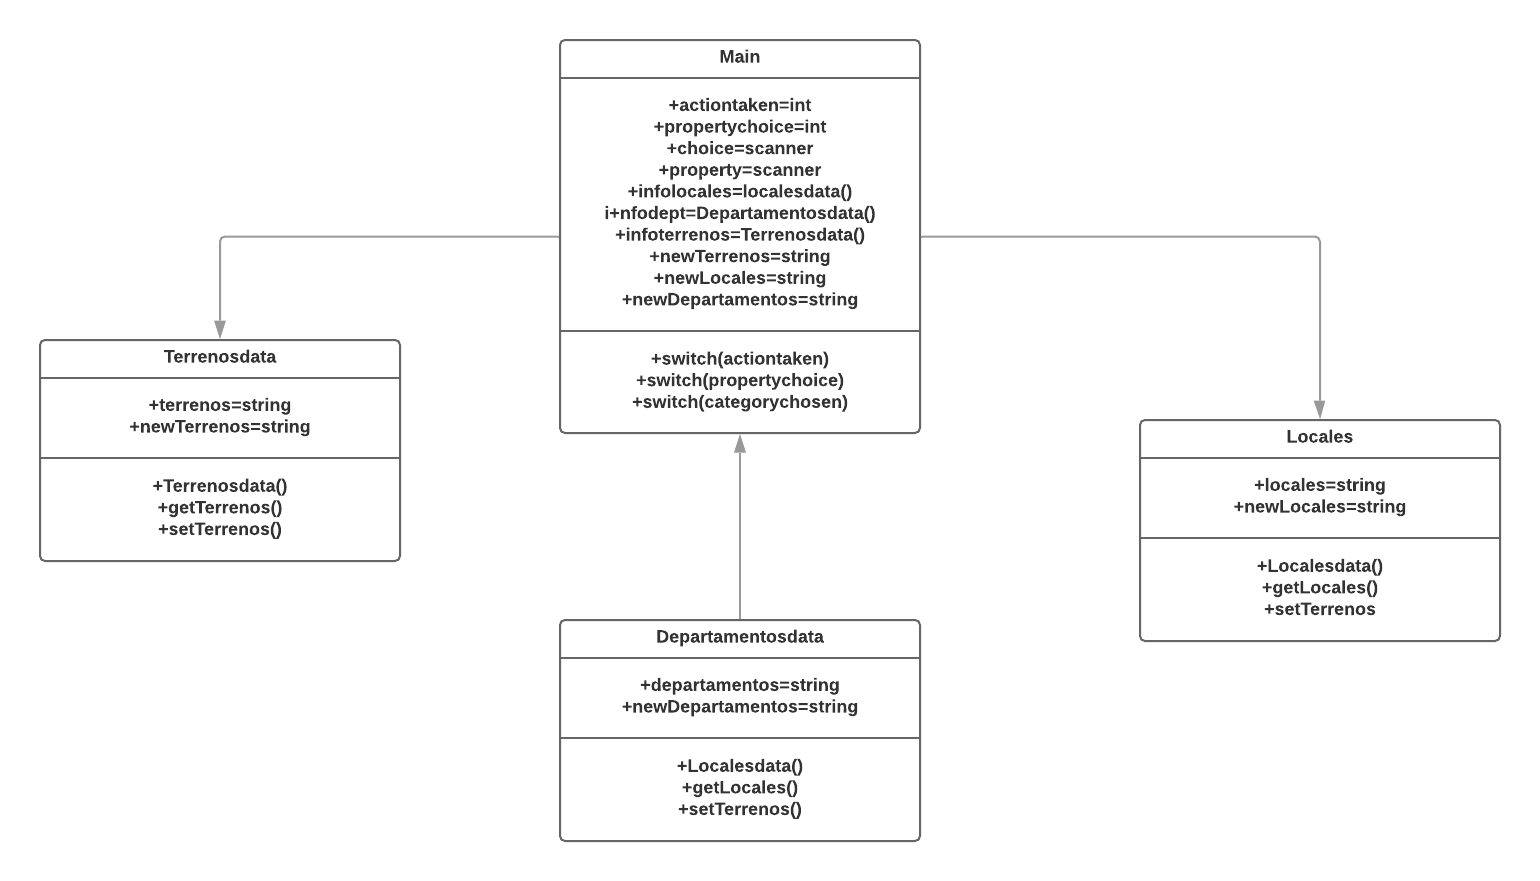 Main
+actiontaken=int
+propertychoice=int
+choice=scanner
+property=scanner
+infolocales=localesdata()
i+nfodept=Departamentosdata()
+infoterrenos=Terrenosdata()
+newTerrenos=string
+newLocales=string
+newDepartamentos=string
+switch(actiontaken)
+switch(propertychoice)
+switch(categorychosen)
Terrenosdata
+terrenos=string
+newTerrenos=string
+Terrenosdata()
+getTerrenos()
+setTerrenos()
Locales
+locales=string
+newLocales=string
+Localesdata()
+getLocales()
+setTerrenos
Departamentosdata
+departamentos=string
+newDepartamentos=string
+Localesdata()
+getLocales()
+setTerrenos()